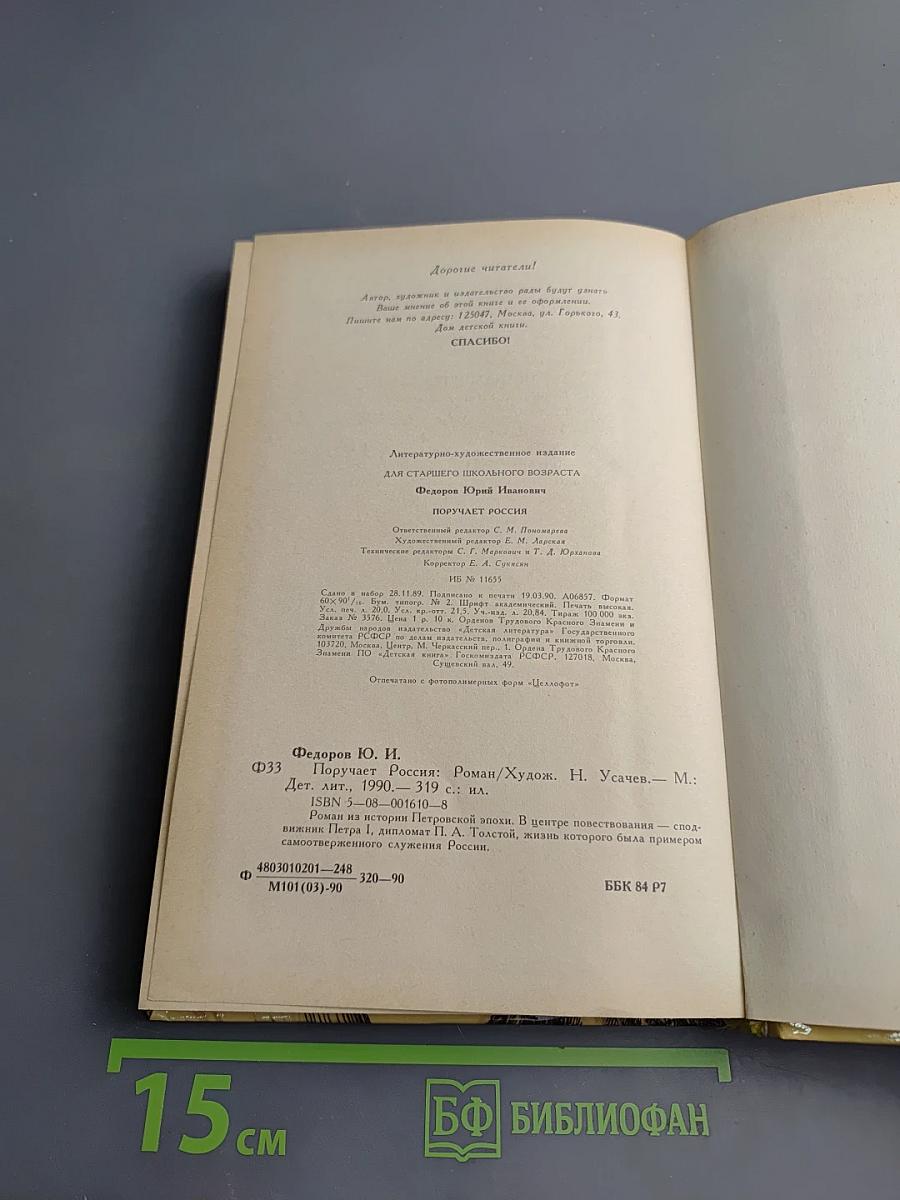 Дорогие читатели!
Автор, художник и издательство рады будут узнать
Ваше мнение об этой книге и ее оформлении.
Пишите нам по адресу: 125047, Москва, ул. Горького, 43.
Дом детской книги.
СПАСИБО!
Литературно-художественное издание
ДЛЯ СТАРШЕГО ШКОЛЬНОГО ВОЗРАСТА
Федоров Юрий Иванович
ПОРУЧАЕТ РОССИЯ
Ответственный редактор С. М. Пономарева
Художественный редактор Е. М. Ларская
Технические редакторы С. Г. Маркович и Т. Д. Юрханова
Корректор Е. А. Сукясян
ИБ № 11655
Сдано в набор 28.11.89. Подписано к печати 19.03.90. А06857. Формат
60×90¹/₁₆. Бум. типогр. № 2. Шрифт академический. Печать высокая.
Усл. печ. л. 20,0. Усл. кр.-отт. 21,5. Уч.-изд. л. 20,84. Тираж 100 000 экз.
Заказ № 3376. Цена 1 р. 10 к. Орденов Трудового Красного Знамени и
Дружбы народов издательство «Детская литература» Государственного
комитета РСФСР по делам издательств, полиграфии и книжной торговли.
103720, Москва, Центр, М. Черкасский пер., 1. Ордена Трудового Красного
Знамени ПО «Детская книга» Госкомиздата РСФСР. 127018, Москва,
Сущевский вал, 49.
Отпечатано с фотополимерных форм «Целлофот»
Федоров Ю. И.
Ф33 Поручает Россия: Роман/Худож. Н. Усачев.— М.:
Дет. лит., 1990.— 319 с.: ил.
ISBN 5—08—001610—8
Роман из истории Петровской эпохи. В центре повествования — спод-
вижник Петра I, дипломат П. А. Толстой, жизнь которого была примером
самоотверженного служения России.
Ф 4803010201—248 320—90
М101(03)-90
ББК 84 Р7
15 см
БФ БИБЛИОФАН